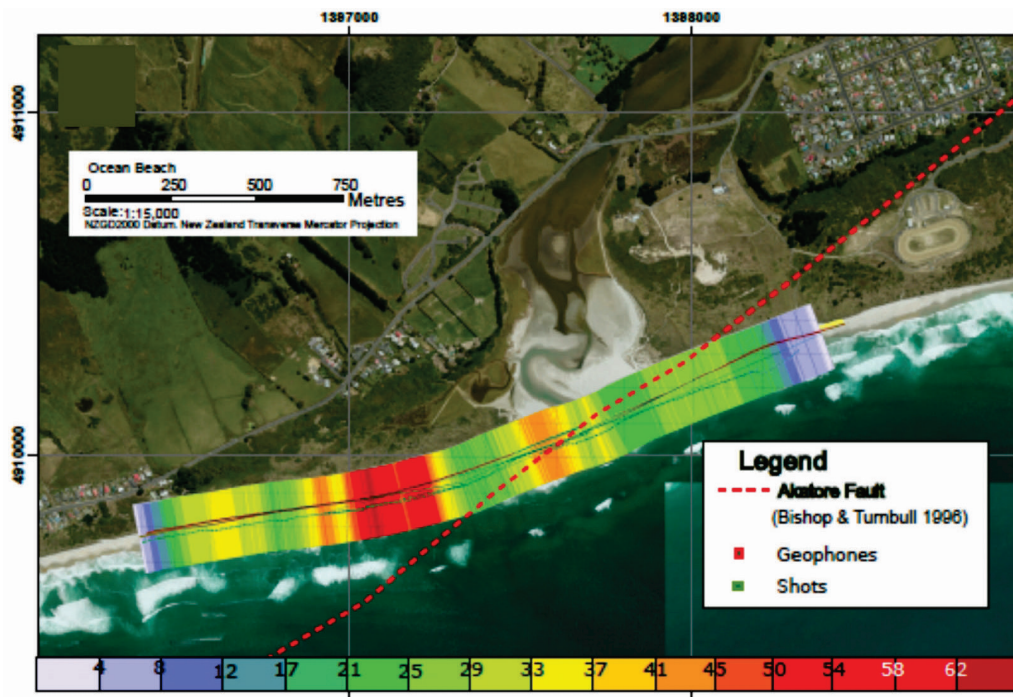 1397000 1398000
4911000
Ocean Beach
0 250 500 750
Metres
Scale:1:15,000
NZGD2000 Datum. New Zealand Transverse Mercator Projection
4910000
Legend
Akatore Fault
(Bishop & Turnbull 1996)
Geophones
Shots
4 8 12 17 21 25 29 33 37 41 45 50 54 58 62